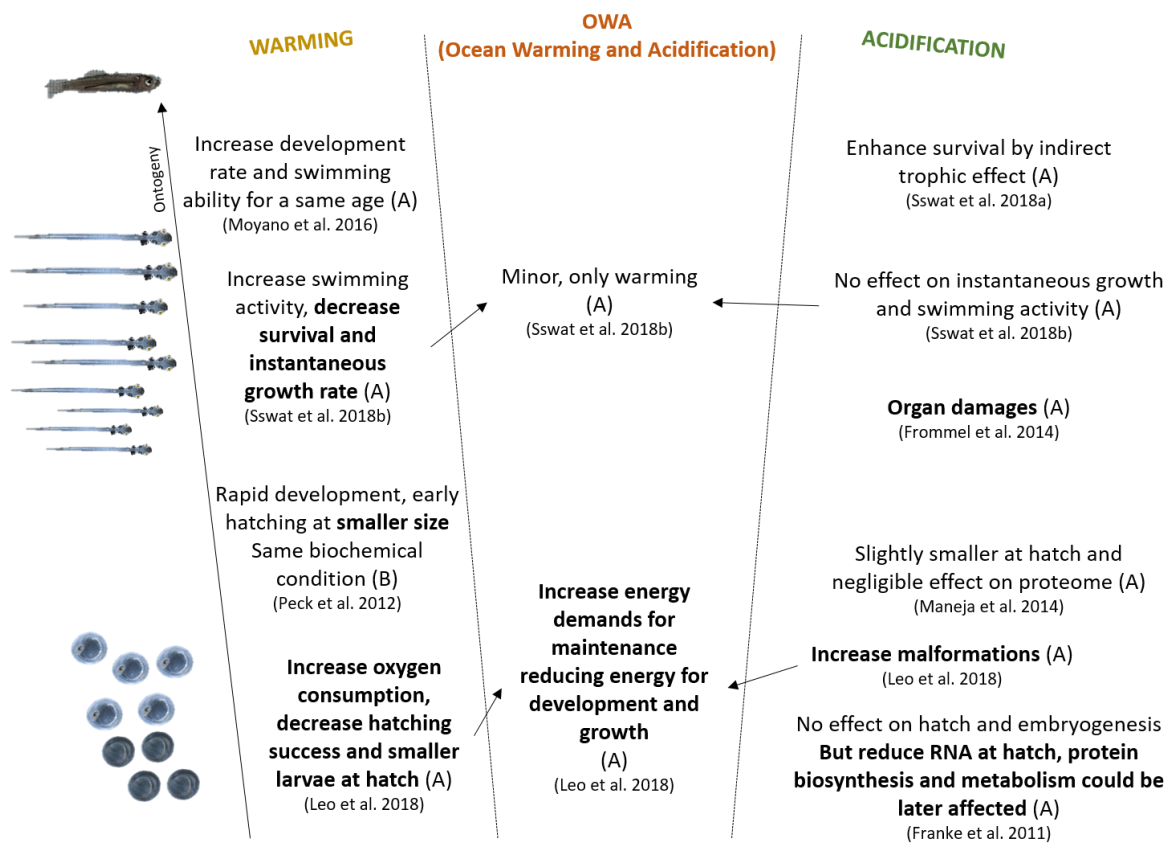 WARMING
OWA
(Ocean Warming and Acidification)
ACIDIFICATION
Ontogeny
Increase development
rate and swimming
ability for a same age (A)
(Moyano et al. 2016)
Increase swimming
activity, decrease
survival and
instantaneous
growth rate (A)
(Sswat et al. 2018b)
Rapid development, early
hatching at smaller size
Same biochemical
condition (B)
(Peck et al. 2012)
Increase oxygen
consumption,
decrease hatching
success and smaller
larvae at hatch (A)
(Leo et al. 2018)
Minor, only warming
(A)
(Sswat et al. 2018b)
Increase energy
demands for
maintenance
reducing energy for
development and
growth
(A)
(Leo et al. 2018)
Enhance survival by indirect
trophic effect (A)
(Sswat et al. 2018a)
No effect on instantaneous growth
and swimming activity (A)
(Sswat et al. 2018b)
Organ damages (A)
(Frommel et al. 2014)
Slightly smaller at hatch and
negligible effect on proteome (A)
(Maneja et al. 2014)
Increase malformations (A)
(Leo et al. 2018)
No effect on hatch and embryogenesis
But reduce RNA at hatch, protein
biosynthesis and metabolism could be
later affected (A)
(Franke et al. 2011)